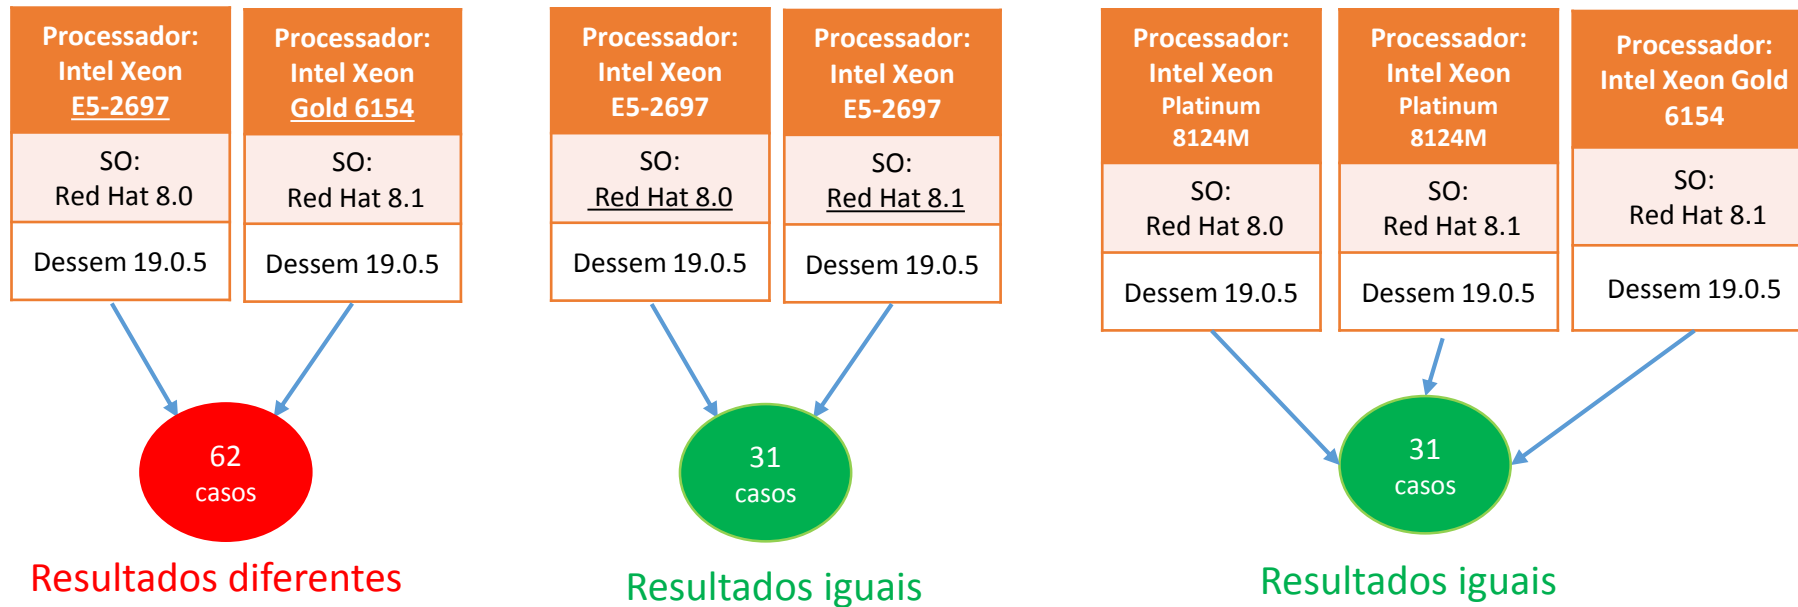 Processador:
Intel Xeon
E5-2697
SO:
Red Hat 8.0
Dessem 19.0.5
Processador:
Intel Xeon
Gold 6154
SO:
Red Hat 8.1
Dessem 19.0.5
62
casos
Resultados diferentes
Processador:
Intel Xeon
E5-2697
SO:
Red Hat 8.0
Dessem 19.0.5
Processador:
Intel Xeon
E5-2697
SO:
Red Hat 8.1
Dessem 19.0.5
31
casos
Resultados iguais
Processador:
Intel Xeon
Platinum
8124M
SO:
Red Hat 8.0
Dessem 19.0.5
Processador:
Intel Xeon
Platinum
8124M
SO:
Red Hat 8.1
Dessem 19.0.5
Processador:
Intel Xeon Gold
6154
SO:
Red Hat 8.1
Dessem 19.0.5
31
casos
Resultados iguais